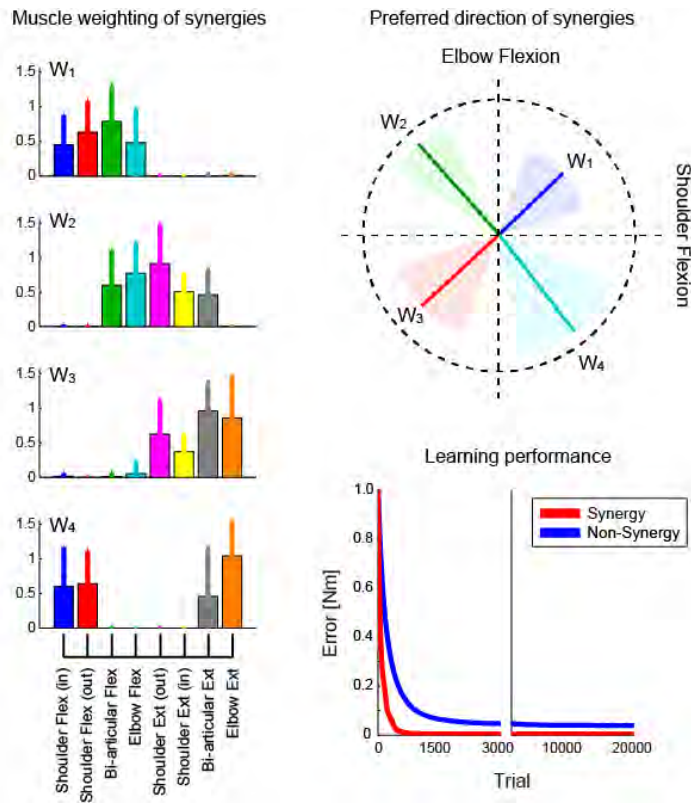 Muscle weighting of synergies
W1
1.5
1
0.5
0
W2
1.5
1
0.5
0
W3
1.5
1
0.5
0
W4
1.5
1
0.5
0
Shoulder Flex (in)
Shoulder Flex (out)
Bi-articular Flex
Elbow Flex
Shoulder Ext (out)
Shoulder Ext (in)
Bi-articular Ext
Elbow Ext
Preferred direction of synergies
Elbow Flexion
W2
W1
Shoulder Flexion
W3
W4
Learning performance
1.0
0.8
0.6
0.4
0.2
0
Error [Nm]
Synergy
Non-Synergy
0
1500
3000
10000
20000
Trial